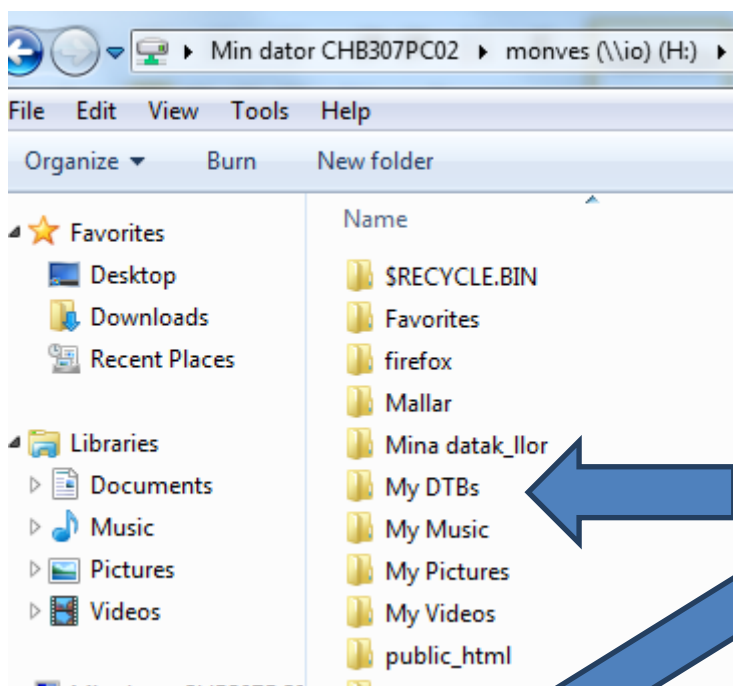 Min dator CHB307PC02 ▸ monves (\\io) (H:) ▸
File Edit View Tools Help
Organize Burn New folder
Favorites
Desktop
Downloads
Recent Places
Libraries
Documents
Music
Pictures
Videos
Name
$RECYCLE.BIN
Favorites
firefox
Mallar
Mina datak_llor
My DTBs
My Music
My Pictures
My Videos
public_html